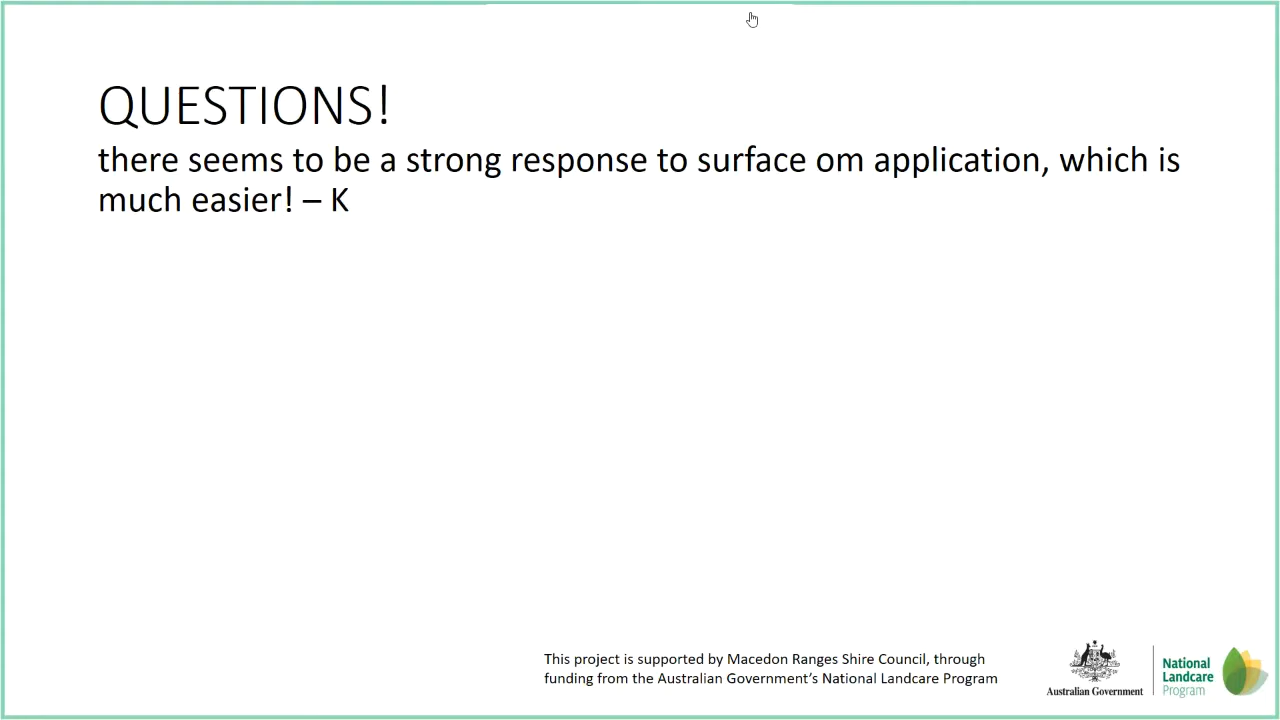 QUESTIONS!
there seems to be a strong response to surface om application, which is
much easier! – K
This project is supported by Macedon Ranges Shire Council, through
funding from the Australian Government's National Landcare Program
Australian Government
National
Landcare
Program